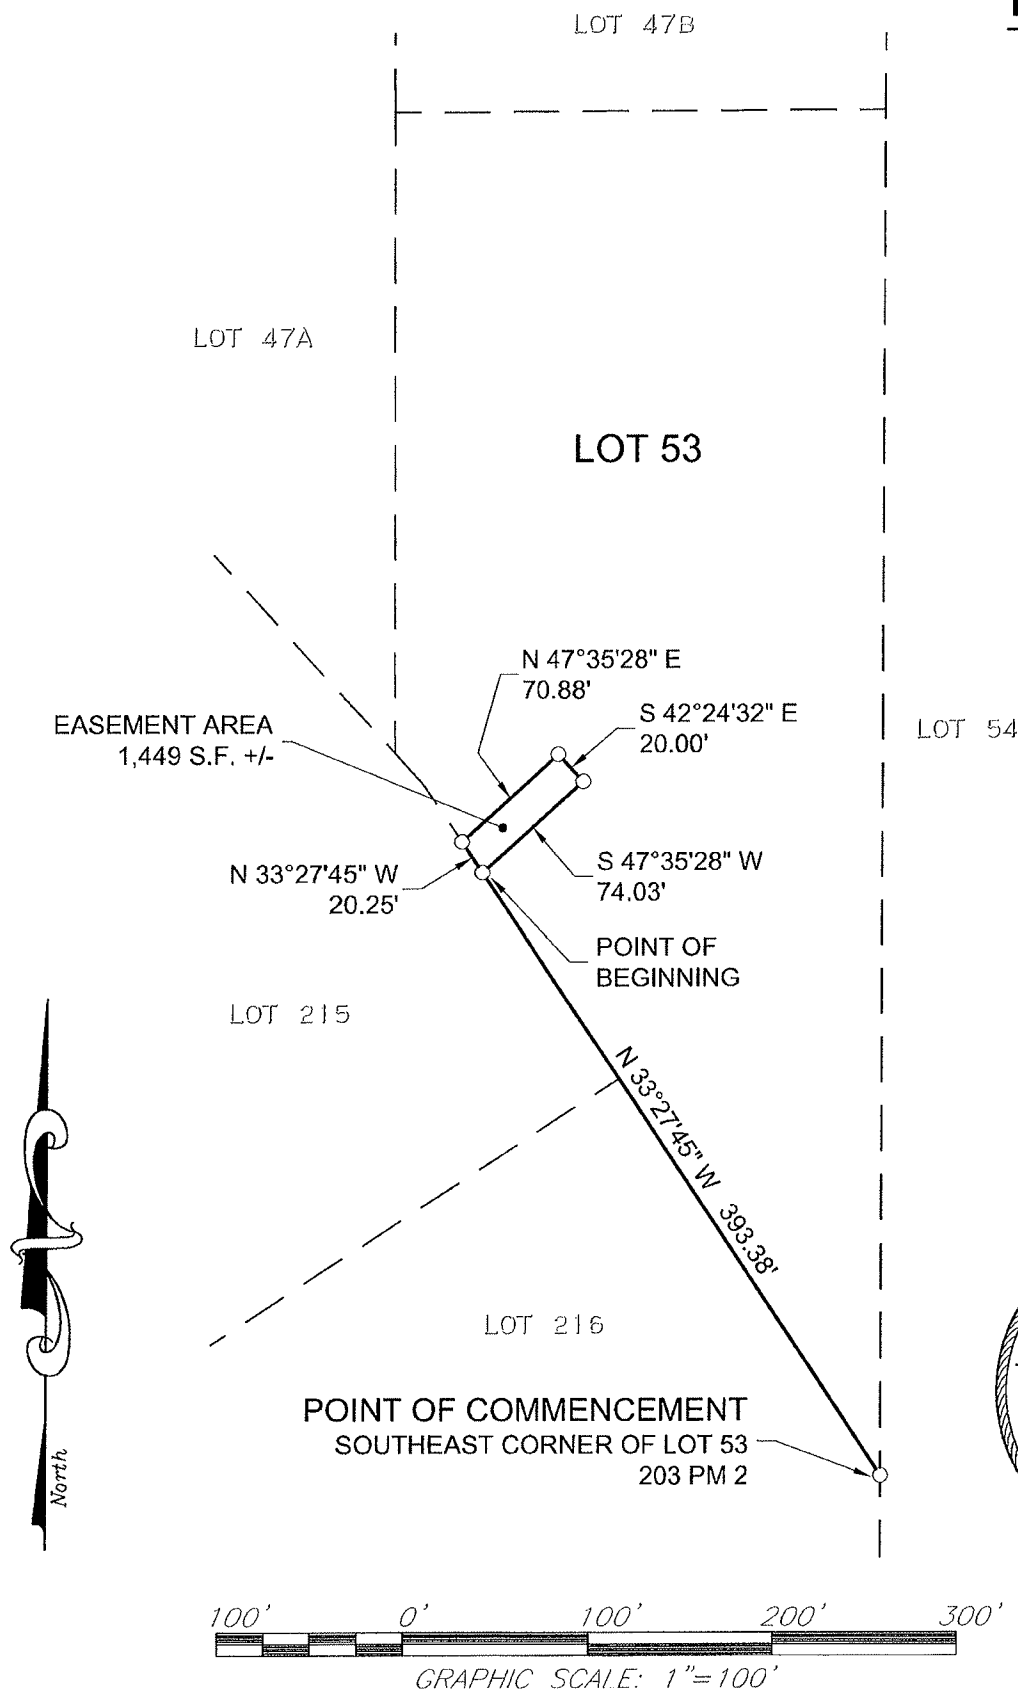 LOT 47B
LOT 47A
LOT 53
N 47°35'28" E
70.88'
S 42°24'32" E
20.00'
EASEMENT AREA
1,449 S.F. +/-
LOT 54
N 33°27'45" W
20.25'
S 47°35'28" W
74.03'
POINT OF
BEGINNING
LOT 215
N 33°27'45" W 393.38'
LOT 216
POINT OF COMMENCEMENT
SOUTHEAST CORNER OF LOT 53
203 PM 2
North
100' 0' 100' 200' 300'
GRAPHIC SCALE: 1"=100'